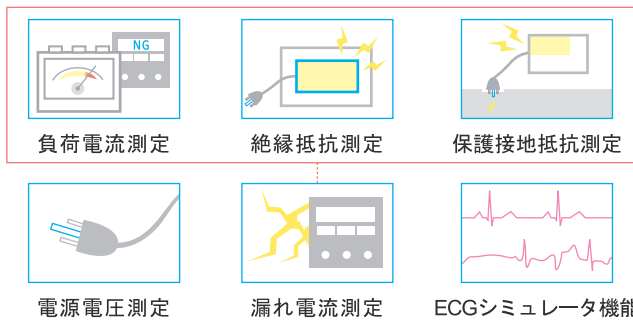 NG
負荷電流測定
絶縁抵抗測定
保護接地抵抗測定
電源電圧測定
漏れ電流測定
ECGシミュレータ機能